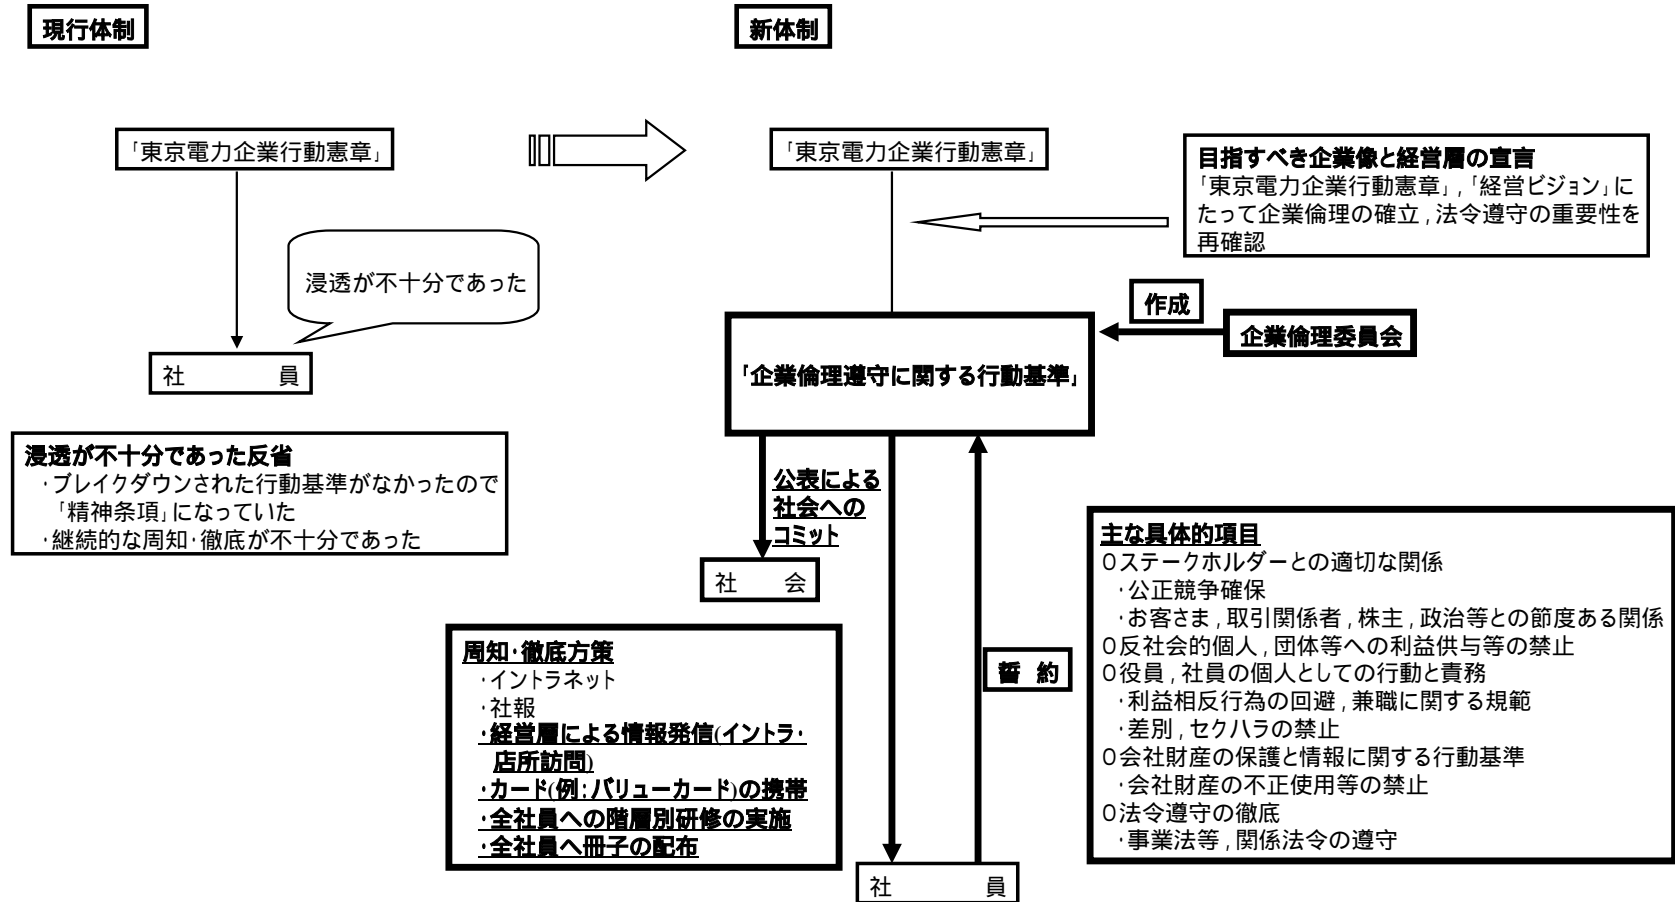 現行体制
新体制
「東京電力企業行動憲章」
「東京電力企業行動憲章」
目指すべき企業像と経営層の宣言
「東京電力企業行動憲章」,「経営ビジョン」に
たって企業倫理の確立,法令遵守の重要性を
再確認
浸透が不十分であった
作成
企業倫理委員会
社　員
「企業倫理遵守に関する行動基準」
浸透が不十分であった反省
・ブレイクダウンされた行動基準がなかったので
「精神条項」になっていた
・継続的な周知・徹底が不十分であった
公表による
社会への
コミット
社　会
周知・徹底方策
・イントラネット
・社報
・経営層による情報発信(イントラ・
店所訪問)
・カード(例:バリューカード)の携帯
・全社員への階層別研修の実施
・全社員へ冊子の配布
誓 約
主な具体的項目
○ステークホルダーとの適切な関係
・公正競争確保
・お客さま,取引関係者,株主,政治等との節度ある関係
○反社会的個人,団体等への利益供与等の禁止
○役員,社員の個人としての行動と責務
・利益相反行為の回避,兼職に関する規範
・差別,セクハラの禁止
○会社財産の保護と情報に関する行動基準
・会社財産の不正使用等の禁止
○法令遵守の徹底
・事業法等,関係法令の遵守
社　員